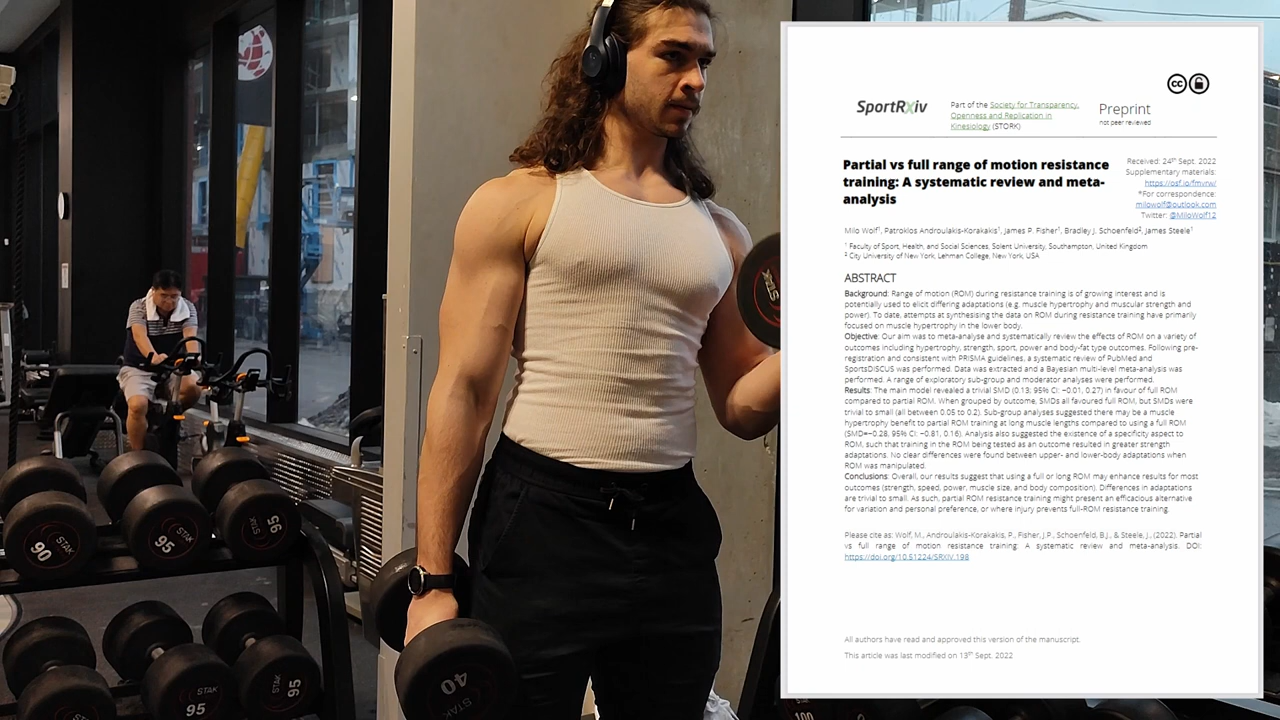 SportRχiv
Part of the Society for Transparency,
Openness and Replication in
Kinesiology (STORK)
Preprint
not peer reviewed
cc
Partial vs full range of motion resistance
training: A systematic review and meta-
analysis
Received: 24th Sept. 2022
Supplementary materials:
https://osf.io/fmvrw/
*For correspondence:
milowolf@outlook.com
Twitter: @MiloWolf12
Milo Wolf¹, Patroklos Androulakis-Korakakis¹, James P. Fisher¹, Bradley J. Schoenfeld², James Steele¹
¹ Faculty of Sport, Health, and Social Sciences, Solent University, Southampton, United Kingdom
² City University of New York, Lehman College, New York, USA
ABSTRACT
Background: Range of motion (ROM) during resistance training is of growing interest and is
potentially used to elicit differing adaptations (e.g. muscle hypertrophy and muscular strength and
power). To date, attempts at synthesising the data on ROM during resistance training have primarily
focused on muscle hypertrophy in the lower body.
Objective: Our aim was to meta-analyse and systematically review the effects of ROM on a variety of
outcomes including hypertrophy, strength, sport, power and body-fat type outcomes. Following pre-
registration and consistent with PRISMA guidelines, a systematic review of PubMed and
SportsDISCUS was performed. Data was extracted and a Bayesian multi-level meta-analysis was
performed. A range of exploratory sub-group and moderator analyses were performed.
Results: The main model revealed a trivial SMD (0.13; 95% CI: −0.01, 0.27) in favour of full ROM
compared to partial ROM. When grouped by outcome, SMDs all favoured full ROM, but SMDs were
trivial to small (all between 0.05 to 0.2). Sub-group analyses suggested there may be a muscle
hypertrophy benefit to partial ROM training at long muscle lengths compared to using a full ROM
(SMD=−0.28, 95% CI: −0.81, 0.16). Analysis also suggested the existence of a specificity aspect to
ROM, such that training in the ROM being tested as an outcome resulted in greater strength
adaptations. No clear differences were found between upper- and lower-body adaptations when
ROM was manipulated.
Conclusions: Overall, our results suggest that using a full or long ROM may enhance results for most
outcomes (strength, speed, power, muscle size, and body composition). Differences in adaptations
are trivial to small. As such, partial ROM resistance training might present an efficacious alternative
for variation and personal preference, or where injury prevents full-ROM resistance training.
Please cite as: Wolf, M., Androulakis-Korakakis, P., Fisher, J.P., Schoenfeld, B.J., & Steele, J., (2022). Partial
vs full range of motion resistance training: A systematic review and meta-analysis. DOI:
https://doi.org/10.51224/SRXIV.198
All authors have read and approved this version of the manuscript.
This article was last modified on 13th Sept. 2022
90 STAK
95 STAK
95 STAK
STAK 95
STAK 95
40 STAK
STAK
100